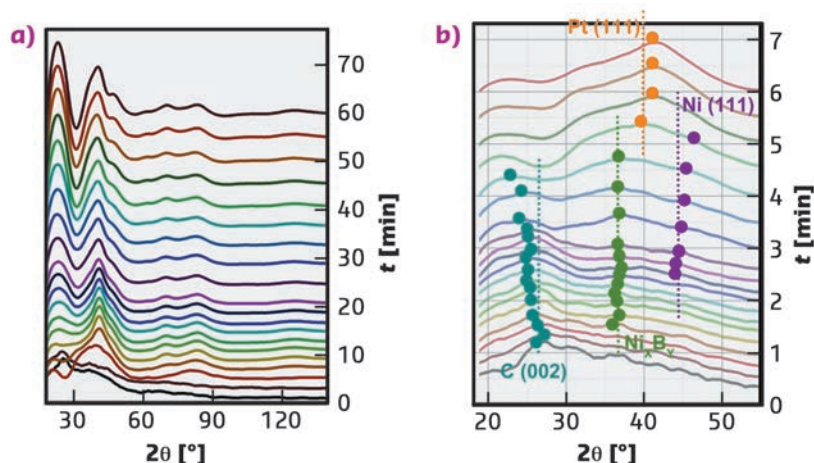 a)
70
60
50
40
30
20
10
0
t [min]
30 60 90 120
2θ [°]
b)
Pt (111)
Ni (111)
NiₓBᵧ
C (002)
7
6
5
4
3
2
1
0
t [min]
20 30 40 50
2θ [°]